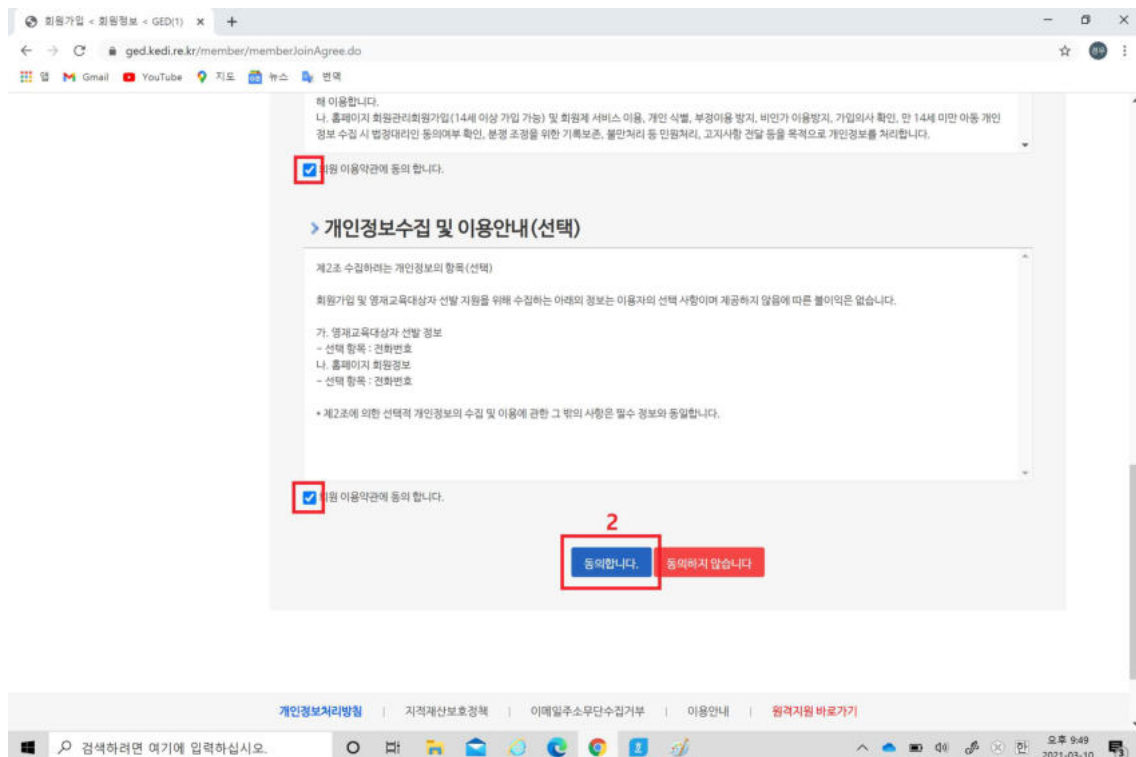 회원가입 < 회원정보 < GED(1)
ged.kedi.re.kr/member/memberJoinAgree.do
앱 Gmail YouTube 지도 뉴스 번역
해 이용합니다.
나. 홈페이지 회원관리회원가입(14세 이상 가입 가능) 및 회원제 서비스 이용, 개인 식별, 부정이용 방지, 비인가 이용방지, 가입의사 확인, 만 14세 미만 아동 개인
정보 수집 시 법정대리인 동의여부 확인, 분쟁 조정을 위한 기록보존, 불만처리 등 민원처리, 고지사항 전달 등을 목적으로 개인정보를 처리합니다.
회원 이용약관에 동의 합니다.
개인정보수집 및 이용안내(선택)
제2조 수집하려는 개인정보의 항목(선택)
회원가입 및 영재교육대상자 선발 지원을 위해 수집하는 아래의 정보는 이용자의 선택 사항이며 제공하지 않음에 따른 불이익은 없습니다.
가. 영재교육대상자 선발 정보
- 선택 항목 : 전화번호
나. 홈페이지 회원정보
- 선택 항목 : 전화번호
* 제2조에 의한 선택적 개인정보의 수집 및 이용에 관한 그 밖의 사항은 필수 정보와 동일합니다.
회원 이용약관에 동의 합니다.
2
동의합니다. 동의하지 않습니다
개인정보처리방침 | 지적재산보호정책 | 이메일주소무단수집거부 | 이용안내 | 원격지원 바로가기
검색하려면 여기에 입력하십시오.
한 오후 9:49
2021-03-10